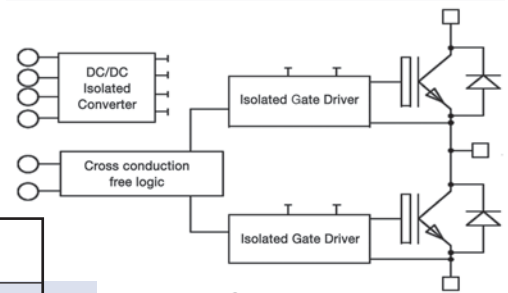 DC/DC
Isolated
Converter
Isolated Gate Driver
Cross conduction
free logic
Isolated Gate Driver